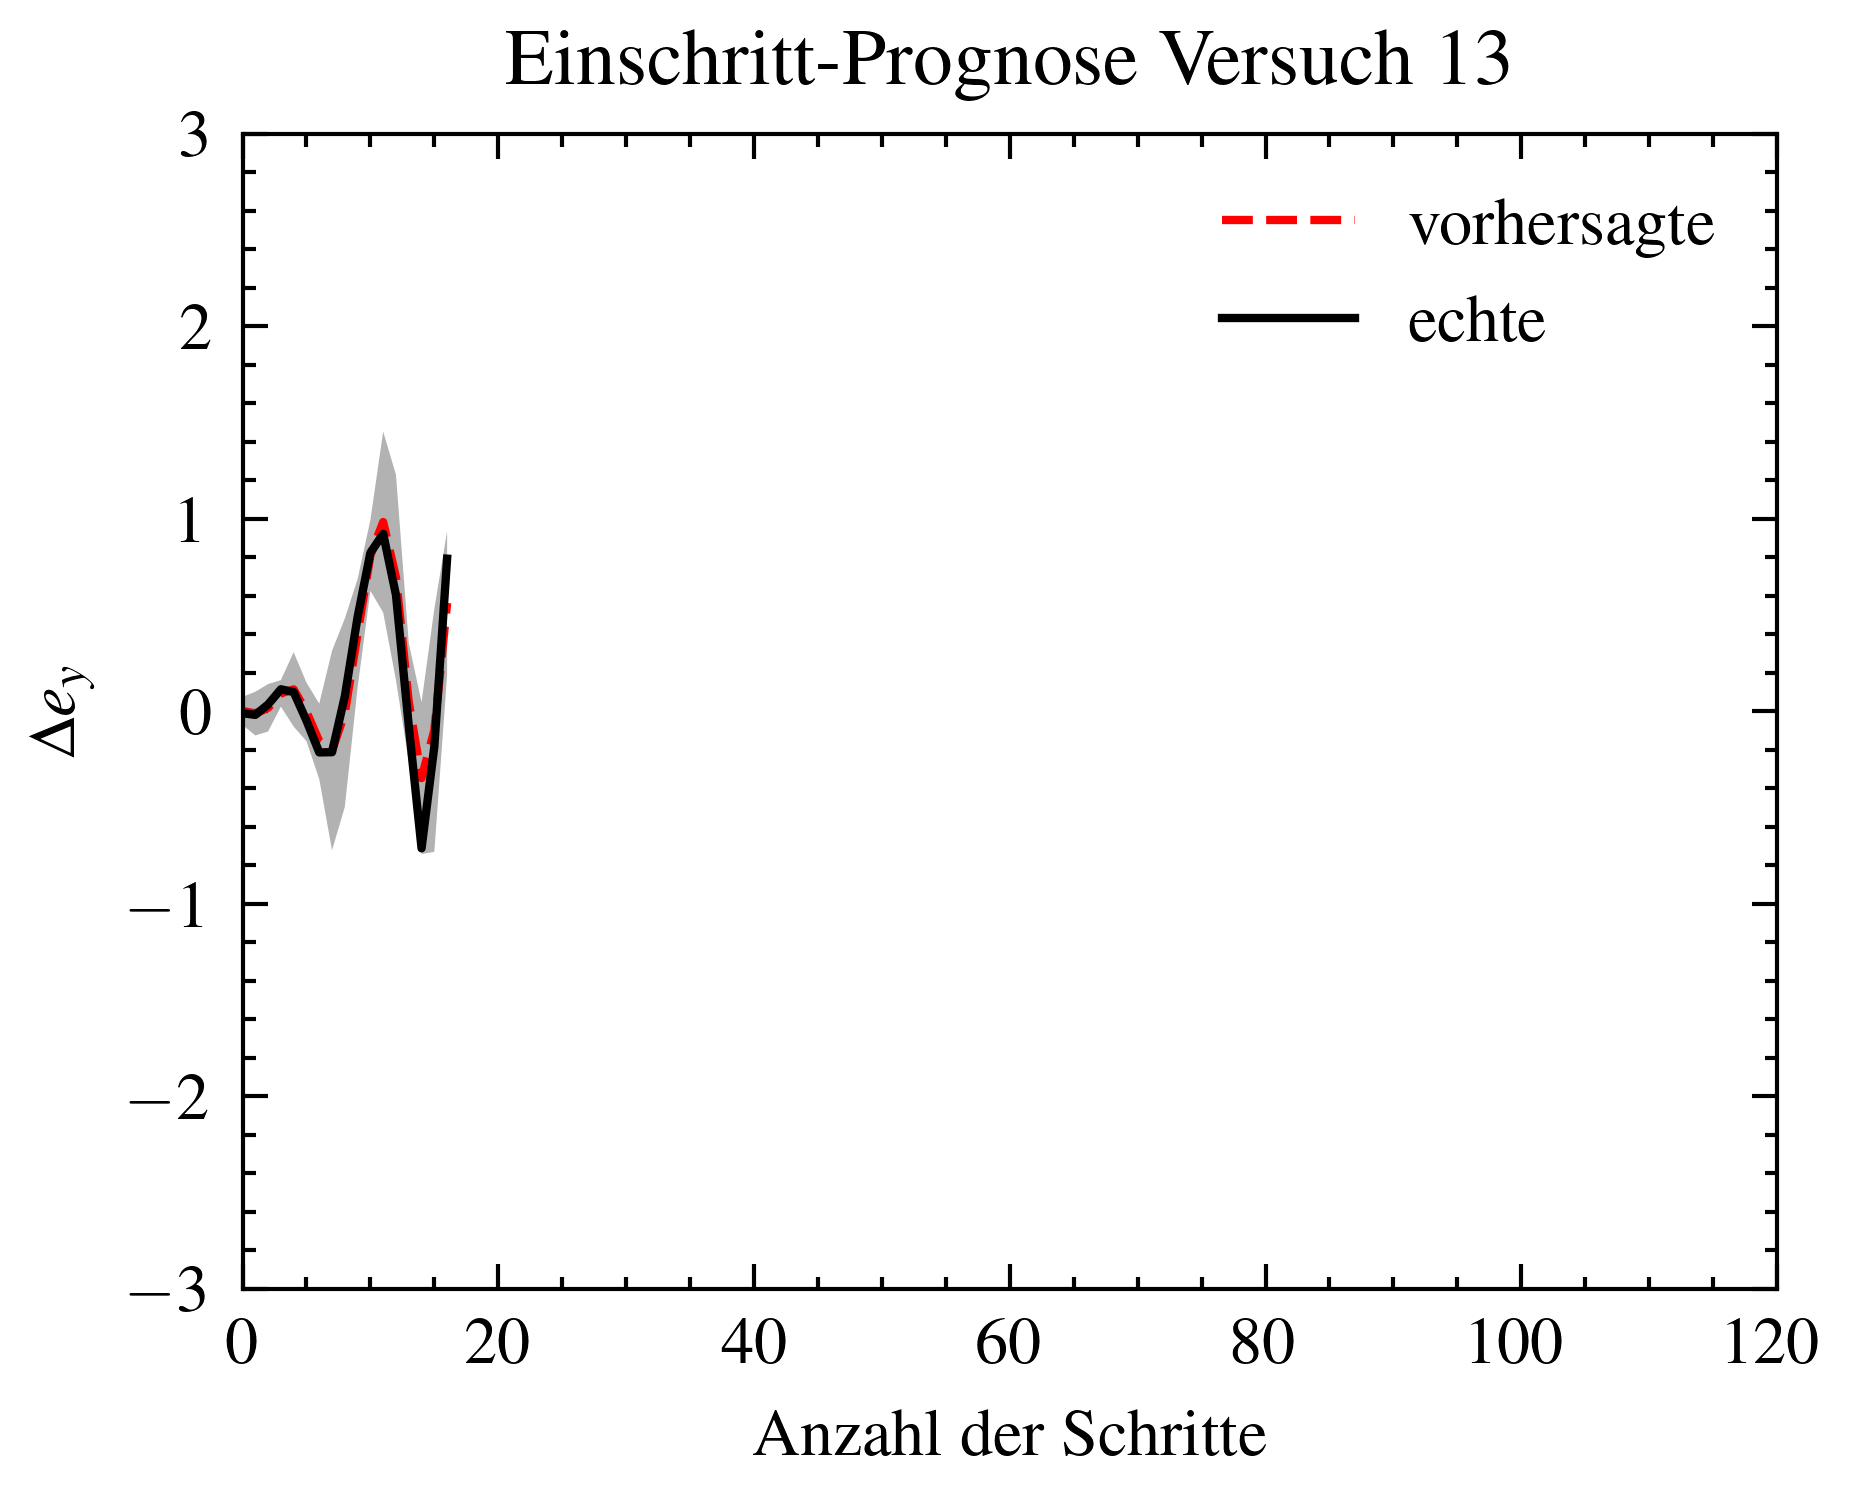 Einschritt-Prognose Versuch 13
3
2
1
0
−1
−2
−3
Δe_y
vorhersagte
echte
0 20 40 60 80 100 120
Anzahl der Schritte